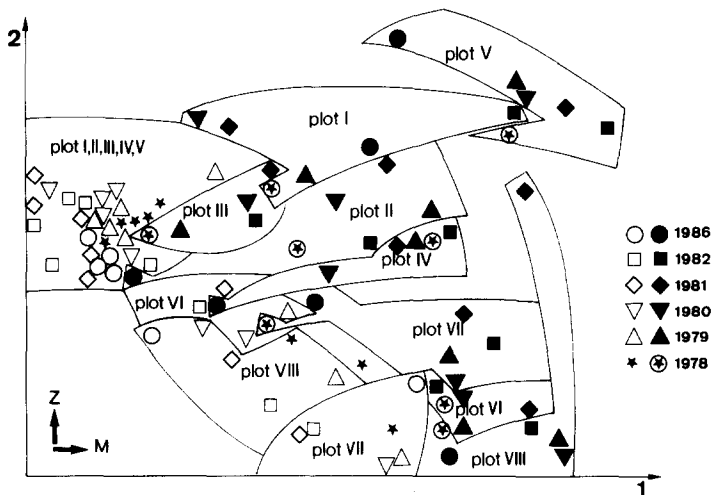 2
plot V
plot I
plot I,II,III,IV,V
plot III
plot II
plot IV
plot VI
plot VII
plot VIII
plot VI
plot VII
plot VIII
Z
M
1
1986
1982
1981
1980
1979
1978